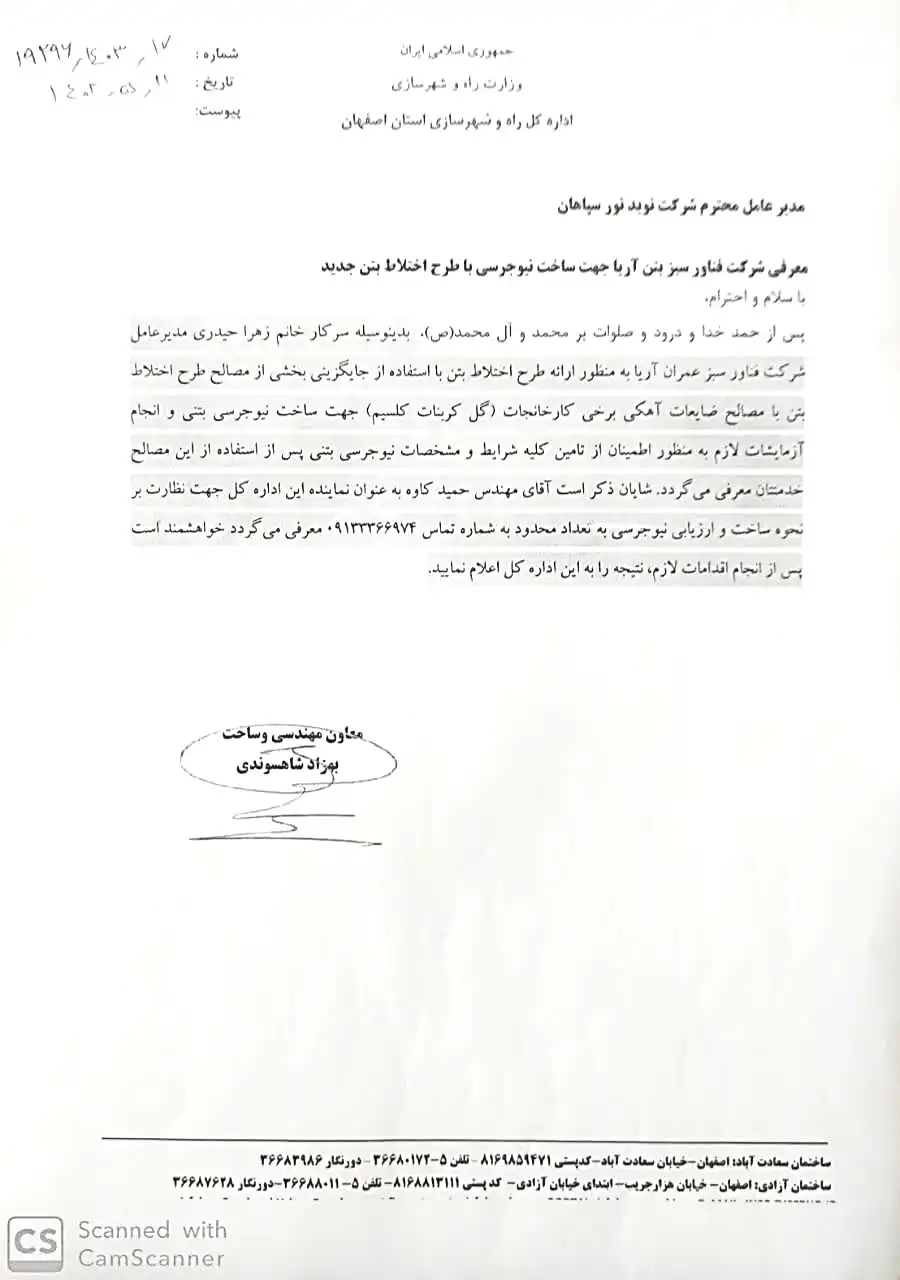 جمهوری اسلامی ایران
وزارت راه و شهرسازی
اداره کل راه و شهرسازی استان اصفهان
شماره :
تاریخ :
پیوست:
مدیر عامل محترم شرکت نوید نور سپاهان
معرفی شرکت فناور سبز بتن آریا جهت ساخت نیوجرسی با طرح اختلاط بتن جدید
با سلام و احترام،
پس از حمد خدا و درود و صلوات بر محمد و آل محمد(ص)، بدینوسیله سرکار خانم زهرا حیدری مدیرعامل
شرکت فناور سبز عمران آریا به منظور ارائه طرح اختلاط بتن با استفاده از جایگزینی بخشی از مصالح طرح اختلاط
بتن با مصالح ضایعات آهکی برخی کارخانجات (گل کربنات کلسیم) جهت ساخت نیوجرسی بتنی و انجام
آزمایشات لازم به منظور اطمینان از تامین کلیه شرایط و مشخصات نیوجرسی بتنی پس از استفاده از این مصالح
خدمتتان معرفی می‌گردد. شایان ذکر است آقای مهندس حمید کاوه به عنوان نماینده این اداره کل جهت نظارت بر
نحوه ساخت و ارزیابی نیوجرسی به تعداد محدود به شماره تماس ۰۹۱۳۳۳۶۶۹۷۴ معرفی می‌گردد خواهشمند است
پس از انجام اقدامات لازم، نتیجه را به این اداره کل اعلام نمایید.
معاون مهندسی وساخت
بهزاد شاهسوندی
ساختمان سعادت آباد: اصفهان -خیابان سعادت آباد-کدپستی ۸۱۶۹۸۵۹۴۷۱ - تلفن ۵-۳۶۶۸۰۱۷۲ - دورنگار ۳۶۶۸۳۹۸۶
ساختمان آزادی: اصفهان- خیابان هزارجریب- ابتدای خیابان آزادی- کد پستی ۸۱۶۸۸۱۳۱۱۱- تلفن ۵-۳۶۶۸۸۰۱۱ -دورنگار ۳۶۶۸۷۶۲۸
CS Scanned with
CamScanner